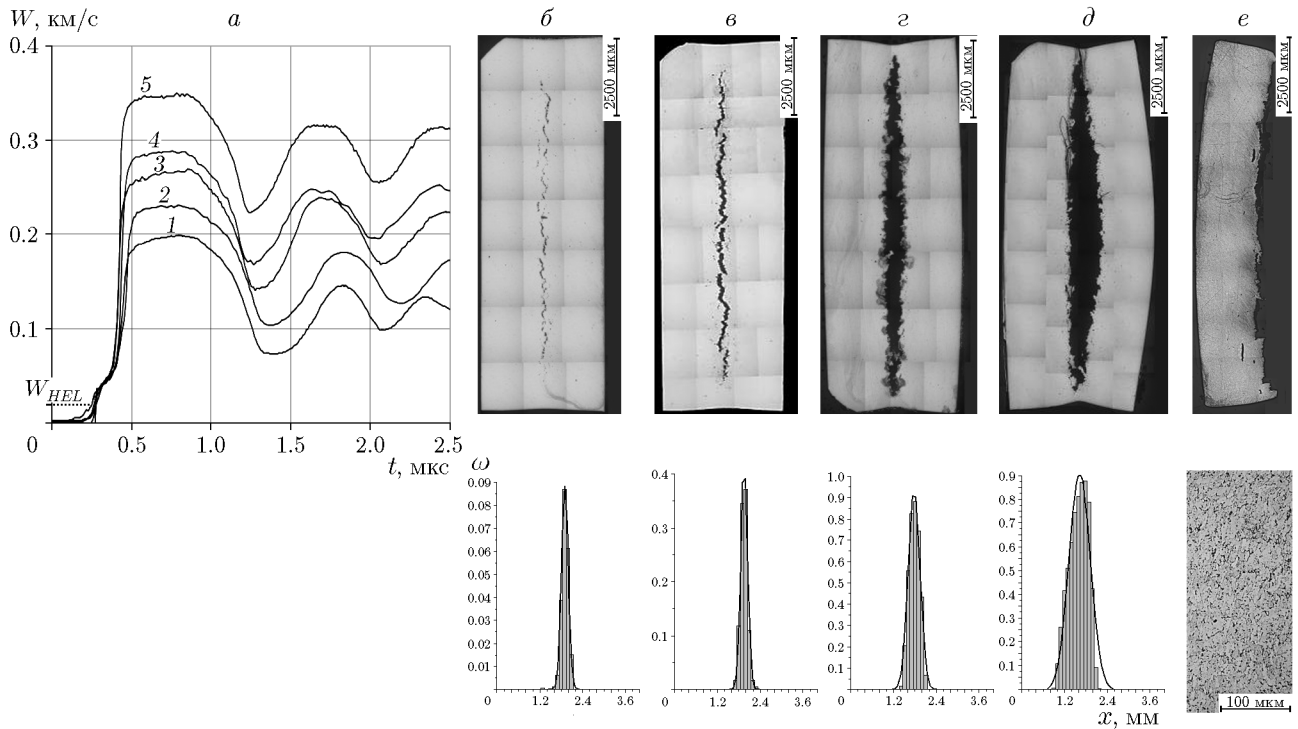 W, км/с
а
б
в
г
д
е
0.4
0.3
0.2
0.1
0
W_HEL
5
4
3
2
1
0.5
1.0
1.5
2.0
2.5
t, мкс
2500 мкм
2500 мкм
2500 мкм
2500 мкм
2500 мкм
ω
0.09
0.08
0.07
0.06
0.05
0.04
0.03
0.02
0.01
0
1.2 2.4 3.6
0.4
0.3
0.2
0.1
0
1.2 2.4 3.6
1.0
0.9
0.8
0.7
0.6
0.5
0.4
0.3
0.2
0.1
0
1.2 2.4 3.6
0.9
0.8
0.7
0.6
0.5
0.4
0.3
0.2
0.1
0
1.2 2.4 3.6
x, мм
100 мкм